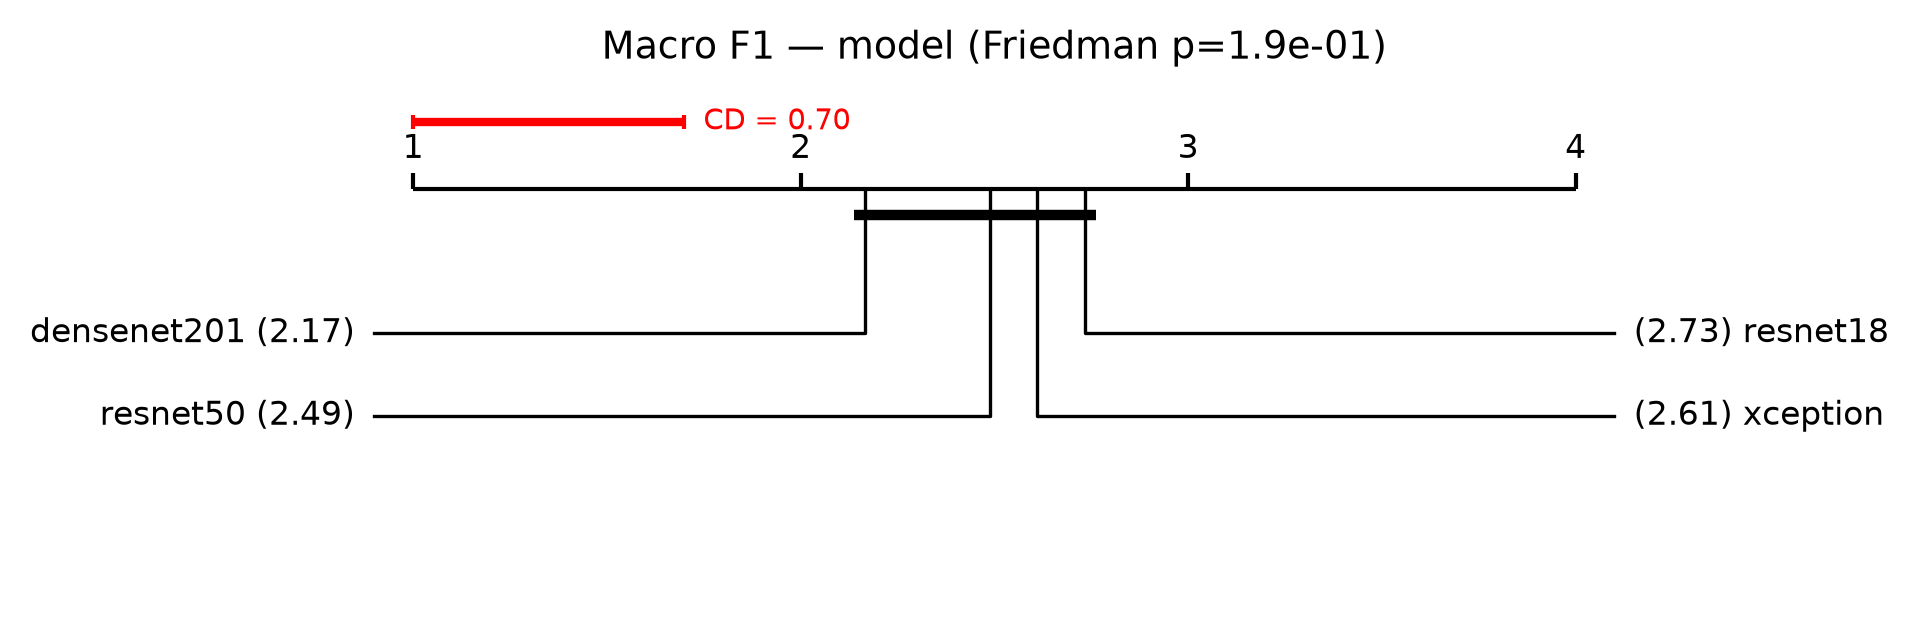 Macro F1 — model (Friedman p=1.9e-01)
CD = 0.70
1 2 3 4
densenet201 (2.17) (2.73) resnet18
resnet50 (2.49) (2.61) xception